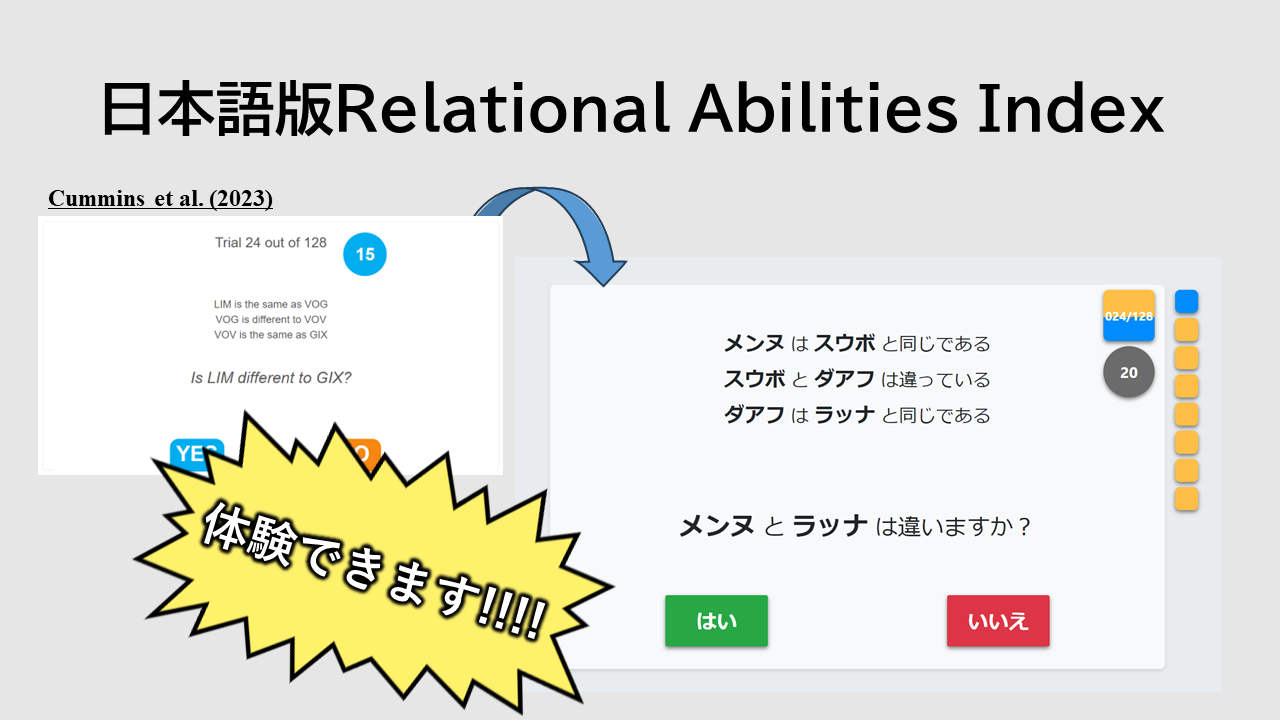 日本語版Relational Abilities Index
Cummins et al. (2023)
Trial 24 out of 128
15
LIM is the same as VOG
VOG is different to VOV
VOV is the same as GIX
Is LIM different to GIX?
YES
O
体験できます!!!!
メンヌ は スウボ と同じである
スウボ と ダアフ は違っている
ダアフ は ラッナ と同じである
024/128
20
メンヌ と ラッナ は違いますか？
はい
いいえ